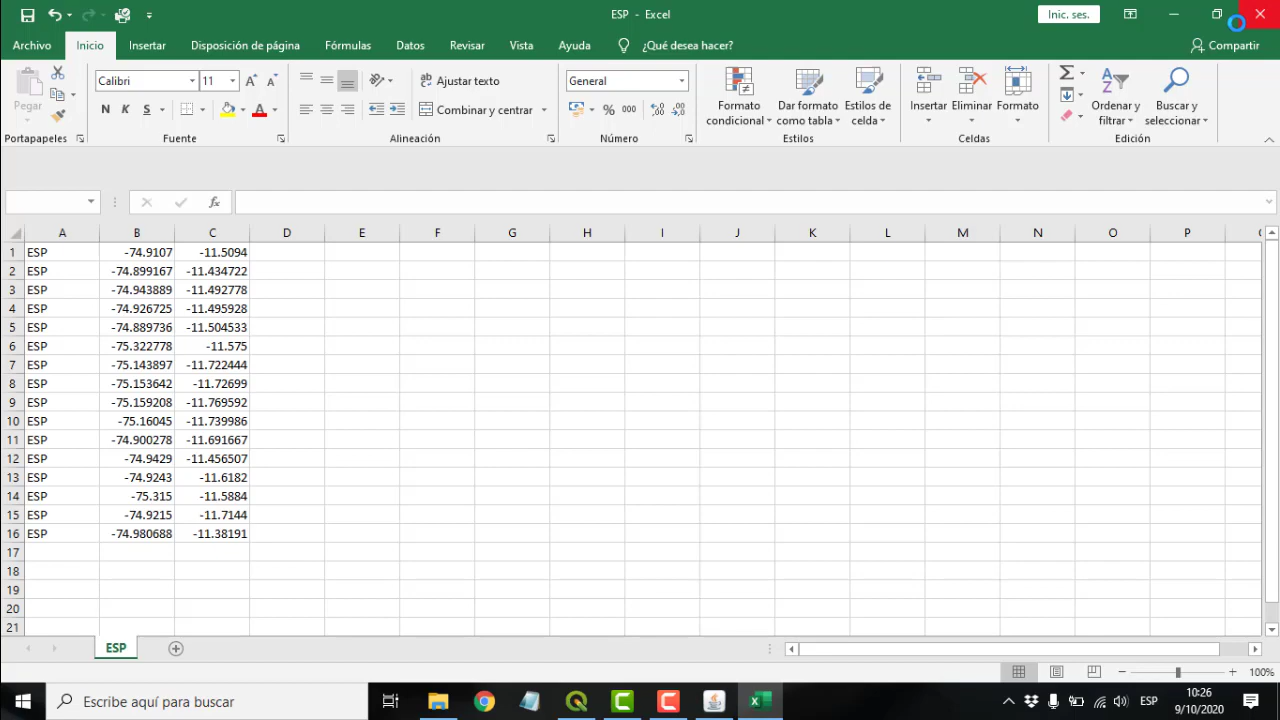 ESP - Excel
Inic. ses.
Archivo Inicio Insertar Disposición de página Fórmulas Datos Revisar Vista Ayuda ¿Qué desea hacer? Compartir
Pegar
Calibri 11
N K S
Ajustar texto
Combinar y centrar
General
% 000
Formato condicional
Dar formato como tabla
Estilos de celda
Insertar
Eliminar
Formato
Ordenar y filtrar
Buscar y seleccionar
Portapapeles Fuente Alineación Número Estilos Celdas Edición
fx
A B C D E F G H I J K L M N O P
1 ESP -74.9107 -11.5094
2 ESP -74.899167 -11.434722
3 ESP -74.943889 -11.492778
4 ESP -74.926725 -11.495928
5 ESP -74.889736 -11.504533
6 ESP -75.322778 -11.575
7 ESP -75.143897 -11.722444
8 ESP -75.153642 -11.72699
9 ESP -75.159208 -11.769592
10 ESP -75.16045 -11.739986
11 ESP -74.900278 -11.691667
12 ESP -74.9429 -11.456507
13 ESP -74.9243 -11.6182
14 ESP -75.315 -11.5884
15 ESP -74.9215 -11.7144
16 ESP -74.980688 -11.38191
17
18
19
20
21
ESP
100%
Escribe aquí para buscar
ESP
10:26
9/10/2020